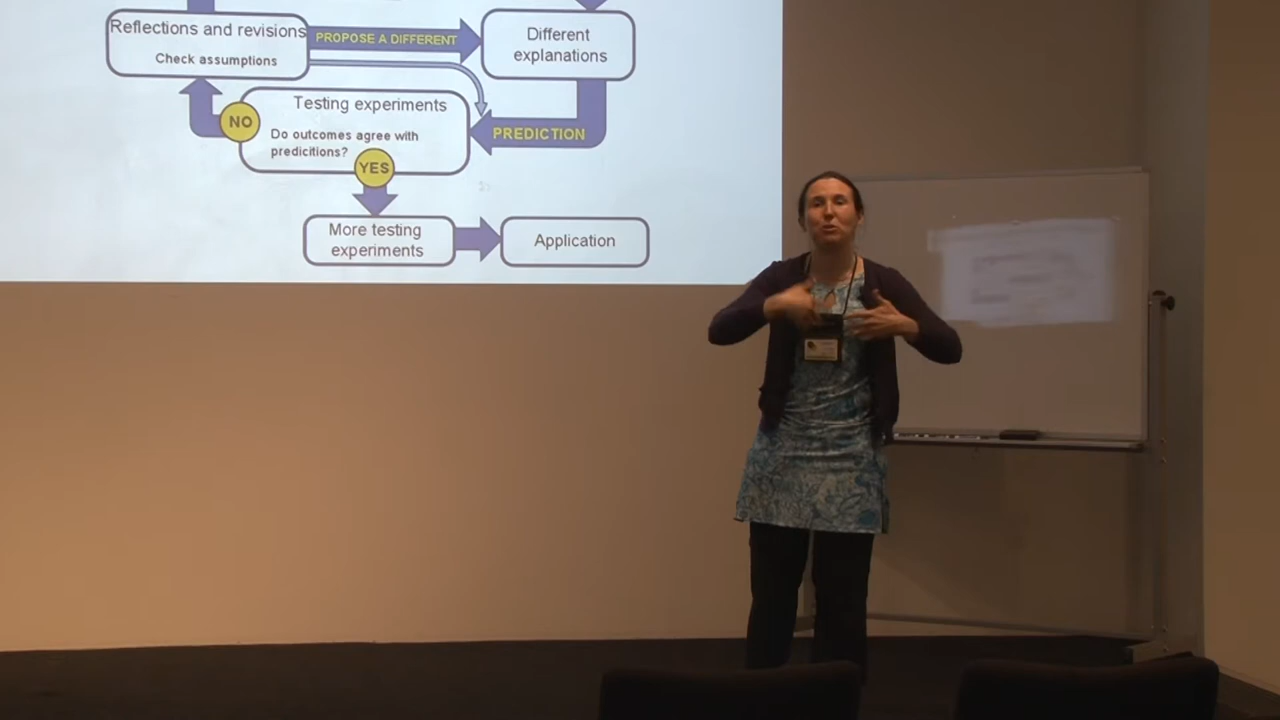 Reflections and revisions
Check assumptions
PROPOSE A DIFFERENT
Different
explanations
Testing experiments
Do outcomes agree with
predicitions?
NO
YES
PREDICTION
More testing
experiments
Application